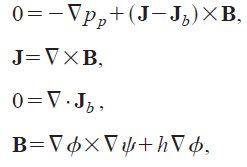 0=−∇p_p+(J−J_b)×B,
J=∇×B,
0=∇·J_b,
B=∇ϕ×∇ψ+h∇ϕ,